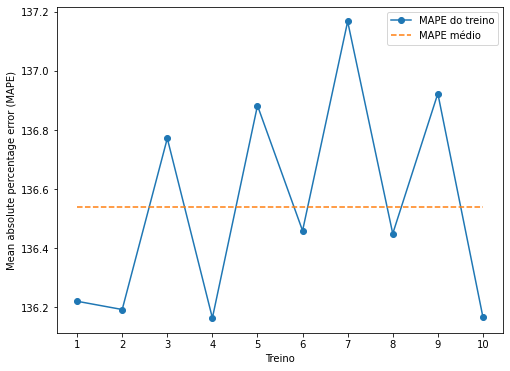 MAPE do treino
MAPE médio
Mean absolute percentage error (MAPE)
137.2
137.0
136.8
136.6
136.4
136.2
1 2 3 4 5 6 7 8 9 10
Treino